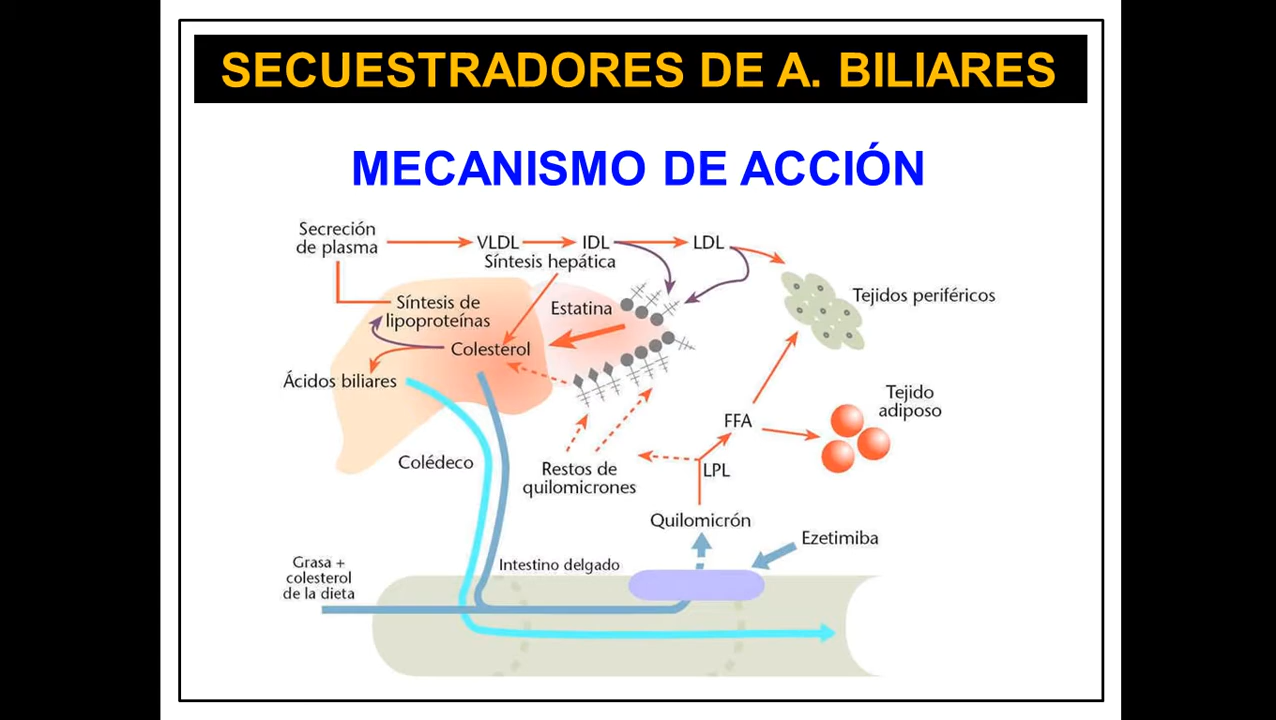 SECUESTRADORES DE A. BILIARES
MECANISMO DE ACCIÓN
Secreción
de plasma
VLDL
IDL
LDL
Síntesis hepática
Síntesis de
lipoproteínas
Estatina
Tejidos periféricos
Colesterol
Ácidos biliares
Tejido
adiposo
FFA
Colédeco
Restos de
quilomicrones
LPL
Quilomicrón
Ezetimiba
Grasa +
colesterol
de la dieta
Intestino delgado